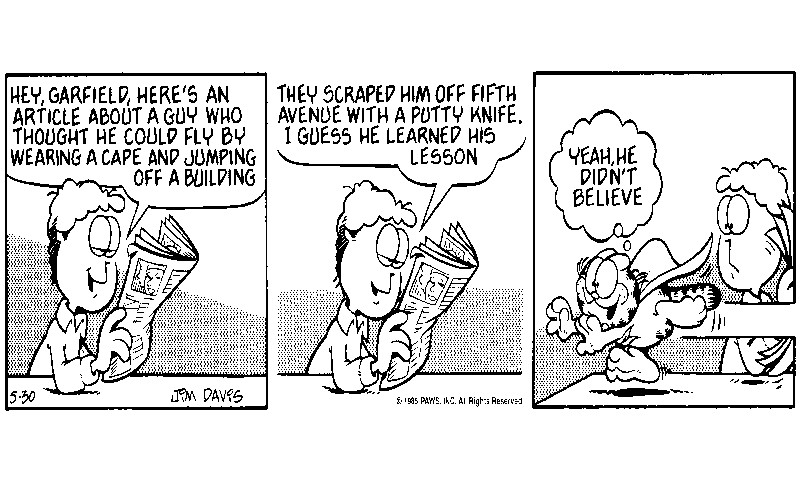 HEY, GARFIELD, HERE'S AN
ARTICLE ABOUT A GUY WHO
THOUGHT HE COULD FLY BY
WEARING A CAPE AND JUMPING
OFF A BUILDING
5-30
JIM DAVIS
THEY SCRAPED HIM OFF FIFTH
AVENUE WITH A PUTTY KNIFE.
I GUESS HE LEARNED HIS
LESSON
© 1985 PAWS, INC. All Rights Reserved
YEAH, HE
DIDN'T
BELIEVE